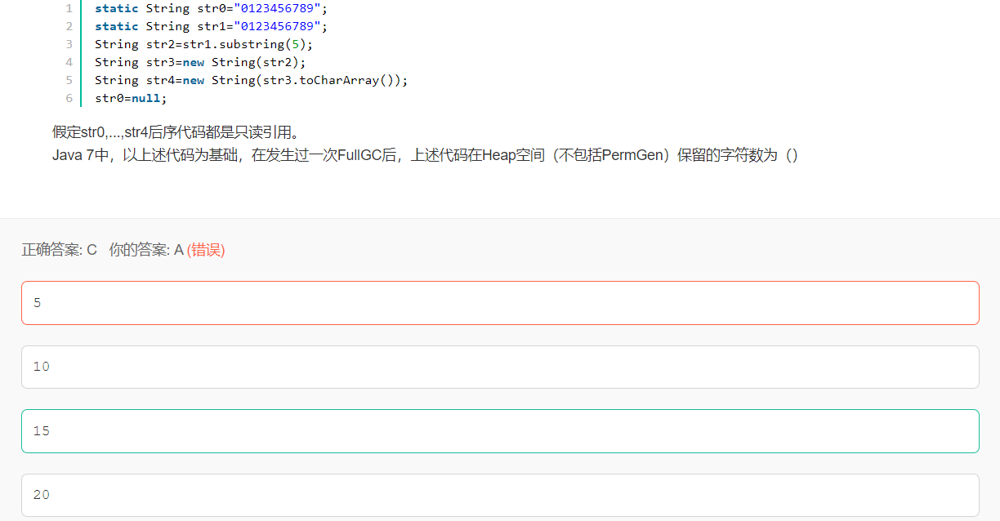 1 static String str0="0123456789";
2 static String str1="0123456789";
3 String str2=str1.substring(5);
4 String str3=new String(str2);
5 String str4=new String(str3.toCharArray());
6 str0=null;
假定str0,...,str4后序代码都是只读引用。
Java 7中，以上述代码为基础，在发生过一次FullGC后，上述代码在Heap空间（不包括PermGen）保留的字符数为（）
正确答案: C 你的答案: A (错误)
5
10
15
20